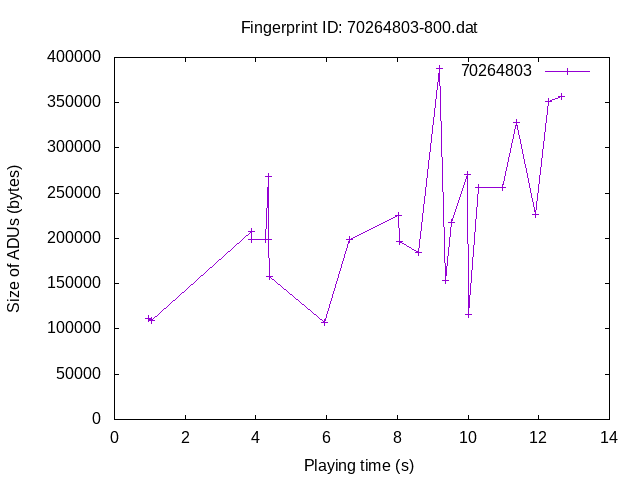 Fingerprint ID: 70264803-800.dat
400000
70264803
350000
300000
250000
200000
150000
100000
50000
0
Size of ADUs (bytes)
0 2 4 6 8 10 12 14
Playing time (s)